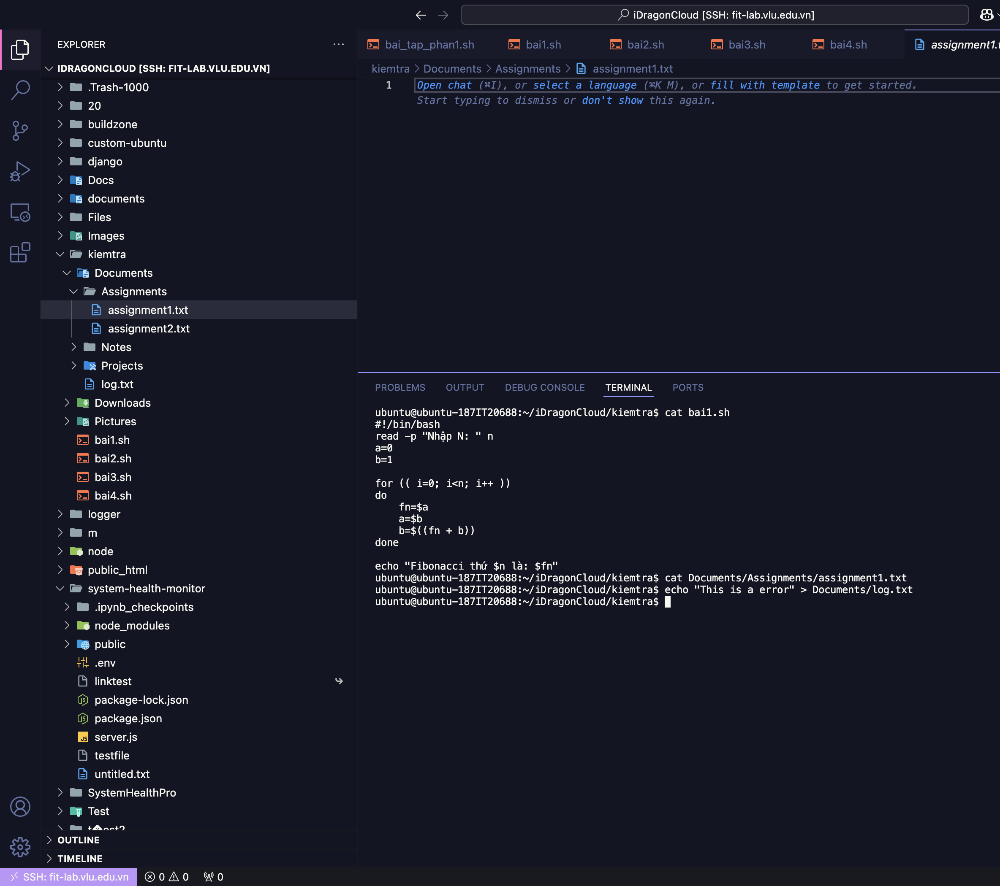 iDragonCloud [SSH: fit-lab.vlu.edu.vn]
EXPLORER
bai_tap_phan1.sh
bai1.sh
bai2.sh
bai3.sh
bai4.sh
assignment1.t
IDRAGONCLOUD [SSH: FIT-LAB.VLU.EDU.VN]
.Trash-1000
20
buildzone
custom-ubuntu
django
Docs
documents
Files
Images
kiemtra
Documents
Assignments
assignment1.txt
assignment2.txt
Notes
Projects
log.txt
Downloads
Pictures
bai1.sh
bai2.sh
bai3.sh
bai4.sh
logger
m
node
public_html
system-health-monitor
.ipynb_checkpoints
node_modules
public
.env
linktest
package-lock.json
package.json
server.js
testfile
untitled.txt
SystemHealthPro
Test
t�est2
OUTLINE
TIMELINE
kiemtra > Documents > Assignments > assignment1.txt
1
Open chat (⌘I), or select a language (⌘K M), or fill with template to get started.
Start typing to dismiss or don't show this again.
PROBLEMS OUTPUT DEBUG CONSOLE TERMINAL PORTS
ubuntu@ubuntu-187IT20688:~/iDragonCloud/kiemtra$ cat bai1.sh
#!/bin/bash
read -p "Nhập N: " n
a=0
b=1
for (( i=0; i<n; i++ ))
do
    fn=$a
    a=$b
    b=$((fn + b))
done
echo "Fibonacci thứ $n là: $fn"
ubuntu@ubuntu-187IT20688:~/iDragonCloud/kiemtra$ cat Documents/Assignments/assignment1.txt
ubuntu@ubuntu-187IT20688:~/iDragonCloud/kiemtra$ echo "This is a error" > Documents/log.txt
ubuntu@ubuntu-187IT20688:~/iDragonCloud/kiemtra$
SSH: fit-lab.vlu.edu.vn 0 0 0